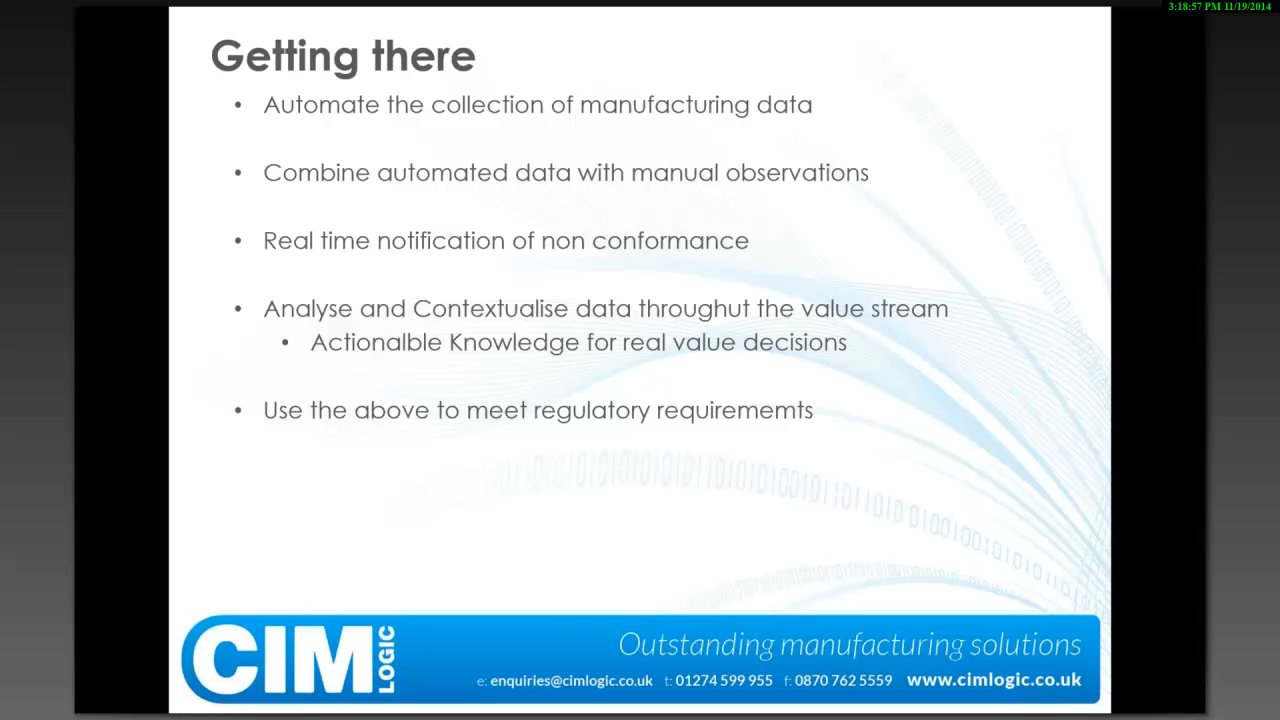 3:18:57 PM 11/19/2014
Getting there
• Automate the collection of manufacturing data
• Combine automated data with manual observations
• Real time notification of non conformance
• Analyse and Contextualise data throughut the value stream
• Actionalble Knowledge for real value decisions
• Use the above to meet regulatory requirememts
CIM LOGIC
Outstanding manufacturing solutions
e: enquiries@cimlogic.co.uk t: 01274 599 955 f: 0870 762 5559 www.cimlogic.co.uk